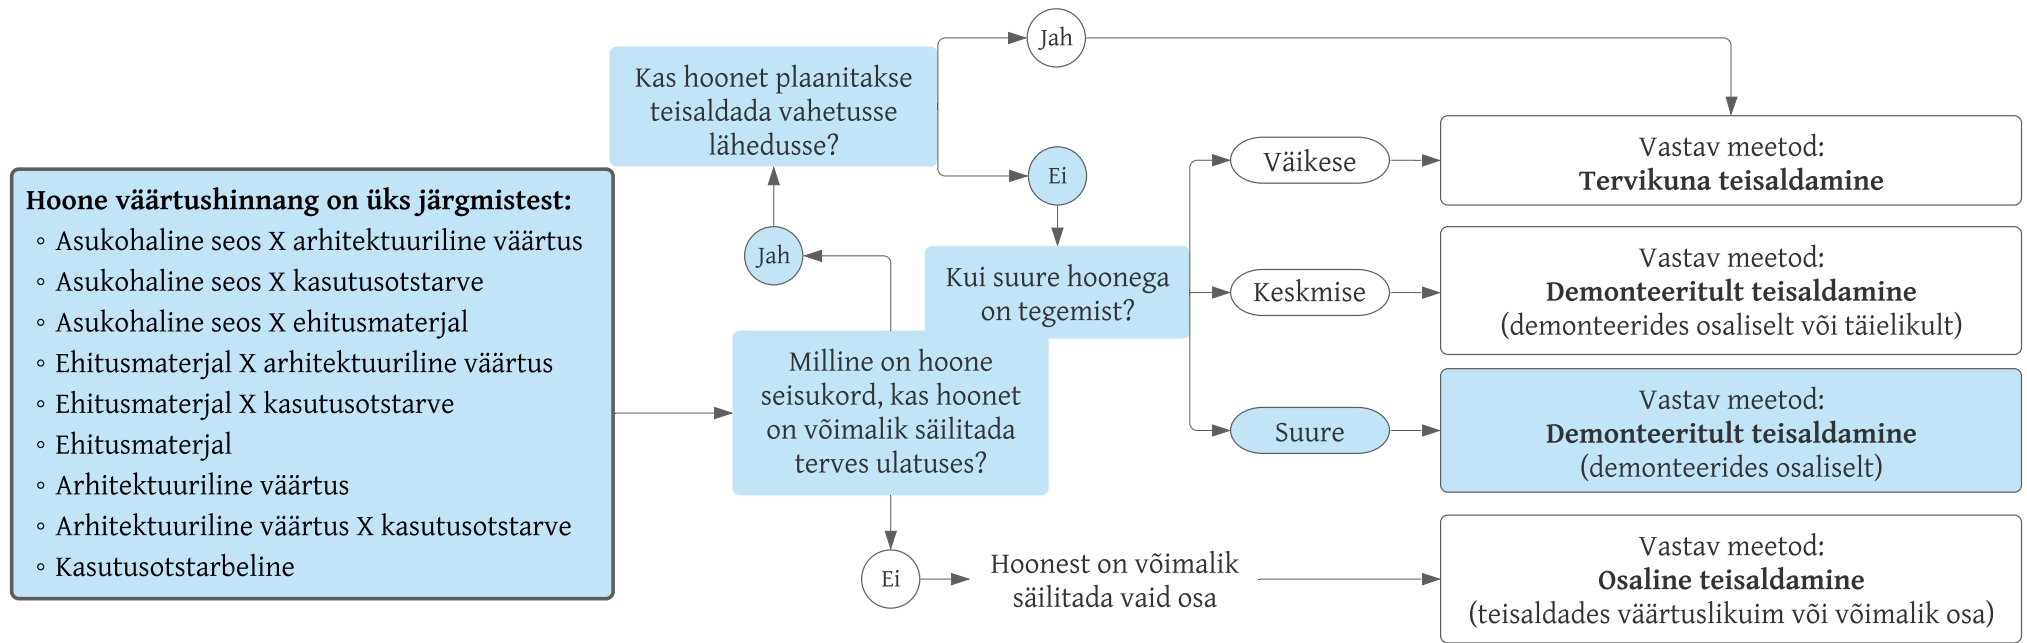 Hoone väärtushinnang on üks järgmistest:
◦ Asukohaline seos X arhitektuuriline väärtus
◦ Asukohaline seos X kasutusotstarve
◦ Asukohaline seos X ehitusmaterjal
◦ Ehitusmaterjal X arhitektuuriline väärtus
◦ Ehitusmaterjal X kasutusotstarve
◦ Ehitusmaterjal
◦ Arhitektuuriline väärtus
◦ Arhitektuuriline väärtus X kasutusotstarve
◦ Kasutusotstarbeline
Milline on hoone
seisukord, kas hoonet
on võimalik säilitada
terves ulatuses?
Jah
Kas hoonet plaanitakse
teisaldada vahetusse
lähedusse?
Jah
Ei
Kui suure hoonega
on tegemist?
Väikese
Vastav meetod:
Tervikuna teisaldamine
Keskmise
Vastav meetod:
Demonteeritult teisaldamine
(demonteerides osaliselt või täielikult)
Suure
Vastav meetod:
Demonteeritult teisaldamine
(demonteerides osaliselt)
Ei
Hoonest on võimalik
säilitada vaid osa
Vastav meetod:
Osaline teisaldamine
(teisaldades väärtuslikuim või võimalik osa)